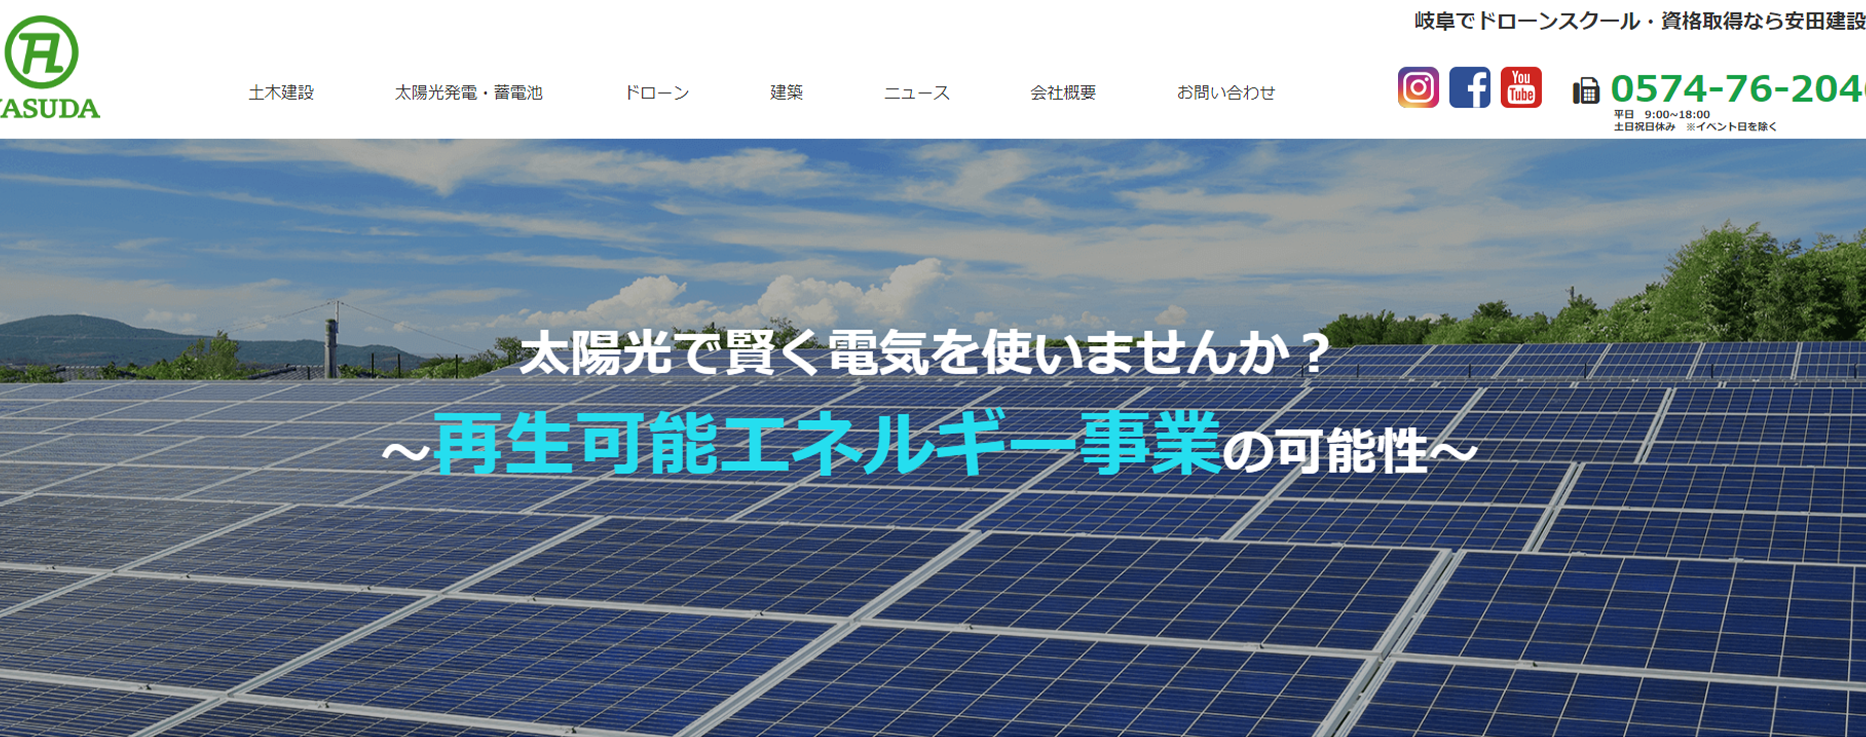 岐阜でドローンスクール・資格取得なら安田建設
YASUDA
土木建設 太陽光発電・蓄電池 ドローン 建築 ニュース 会社概要 お問い合わせ
You Tube
0574-76-204
平日 9:00~18:00
土日祝日休み ※イベント日を除く
太陽光で賢く電気を使いませんか？
～再生可能エネルギー事業の可能性～